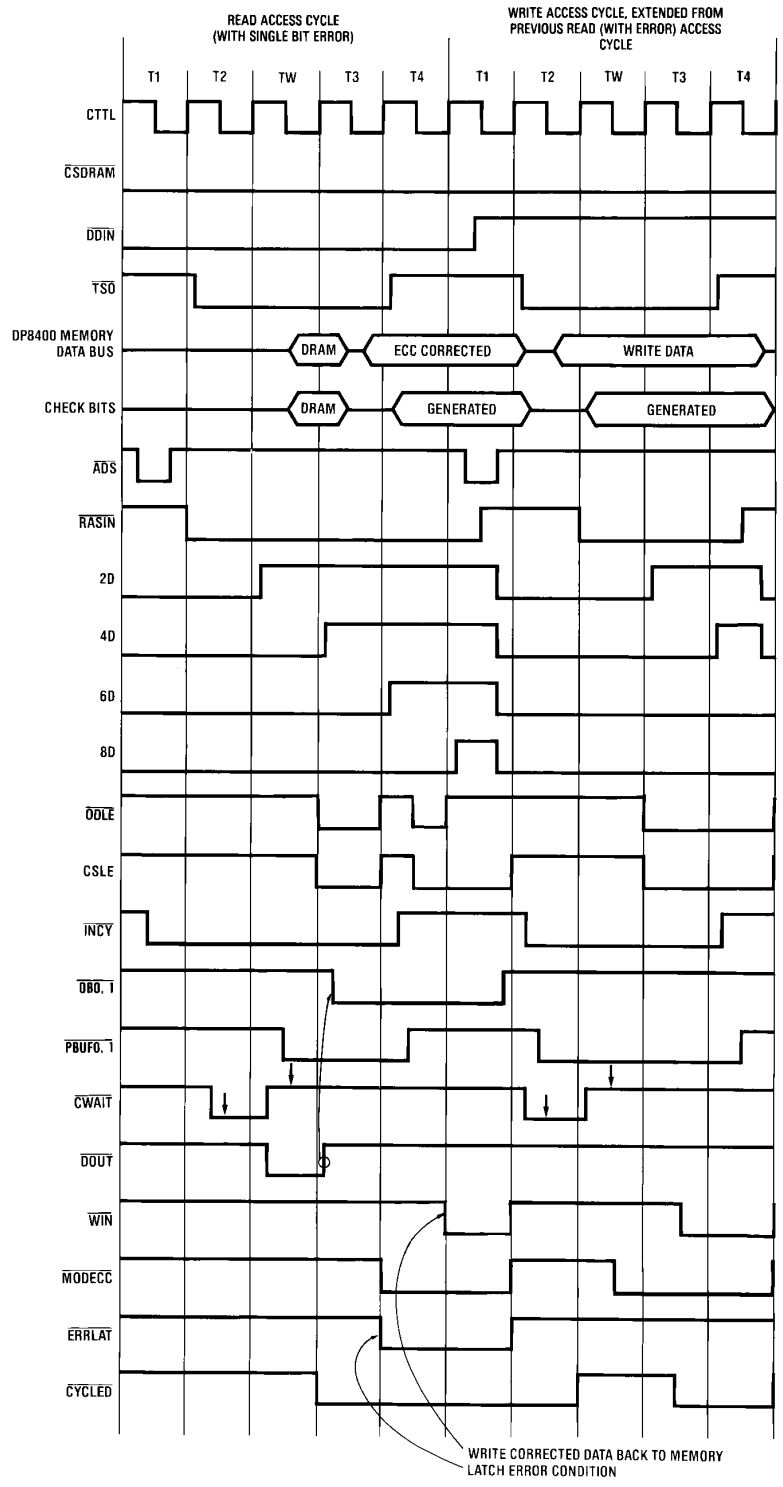 READ ACCESS CYCLE
(WITH SINGLE BIT ERROR)
WRITE ACCESS CYCLE, EXTENDED FROM
PREVIOUS READ (WITH ERROR) ACCESS
CYCLE
T1 T2 TW T3 T4 T1 T2 TW T3 T4
CTTL
CSDRAM
DDIN
TSO
DP8400 MEMORY
DATA BUS
DRAM ECC CORRECTED WRITE DATA
CHECK BITS
DRAM GENERATED GENERATED
ADS
RASIN
2D
4D
6D
8D
ODLE
CSLE
INCY
OBO, 1
PBUFO, 1
CWAIT
DOUT
WIN
MODECC
ERRLAT
CYCLED
WRITE CORRECTED DATA BACK TO MEMORY
LATCH ERROR CONDITION